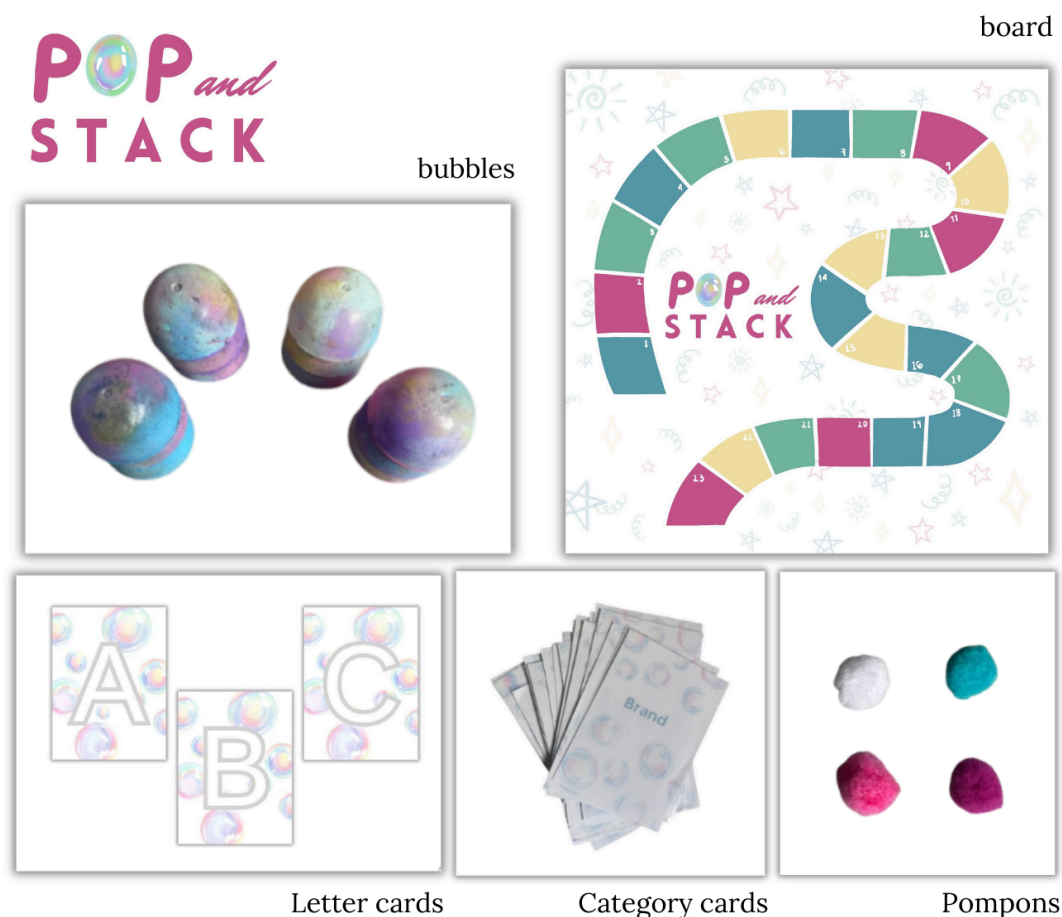 board
POP and
STACK
bubbles
1
2
3
4
5
6
7
8
9
10
11
12
13
14
15
16
17
18
19
20
21
22
23
POP and
STACK
A
B
C
Brand
Letter cards
Category cards
Pompons